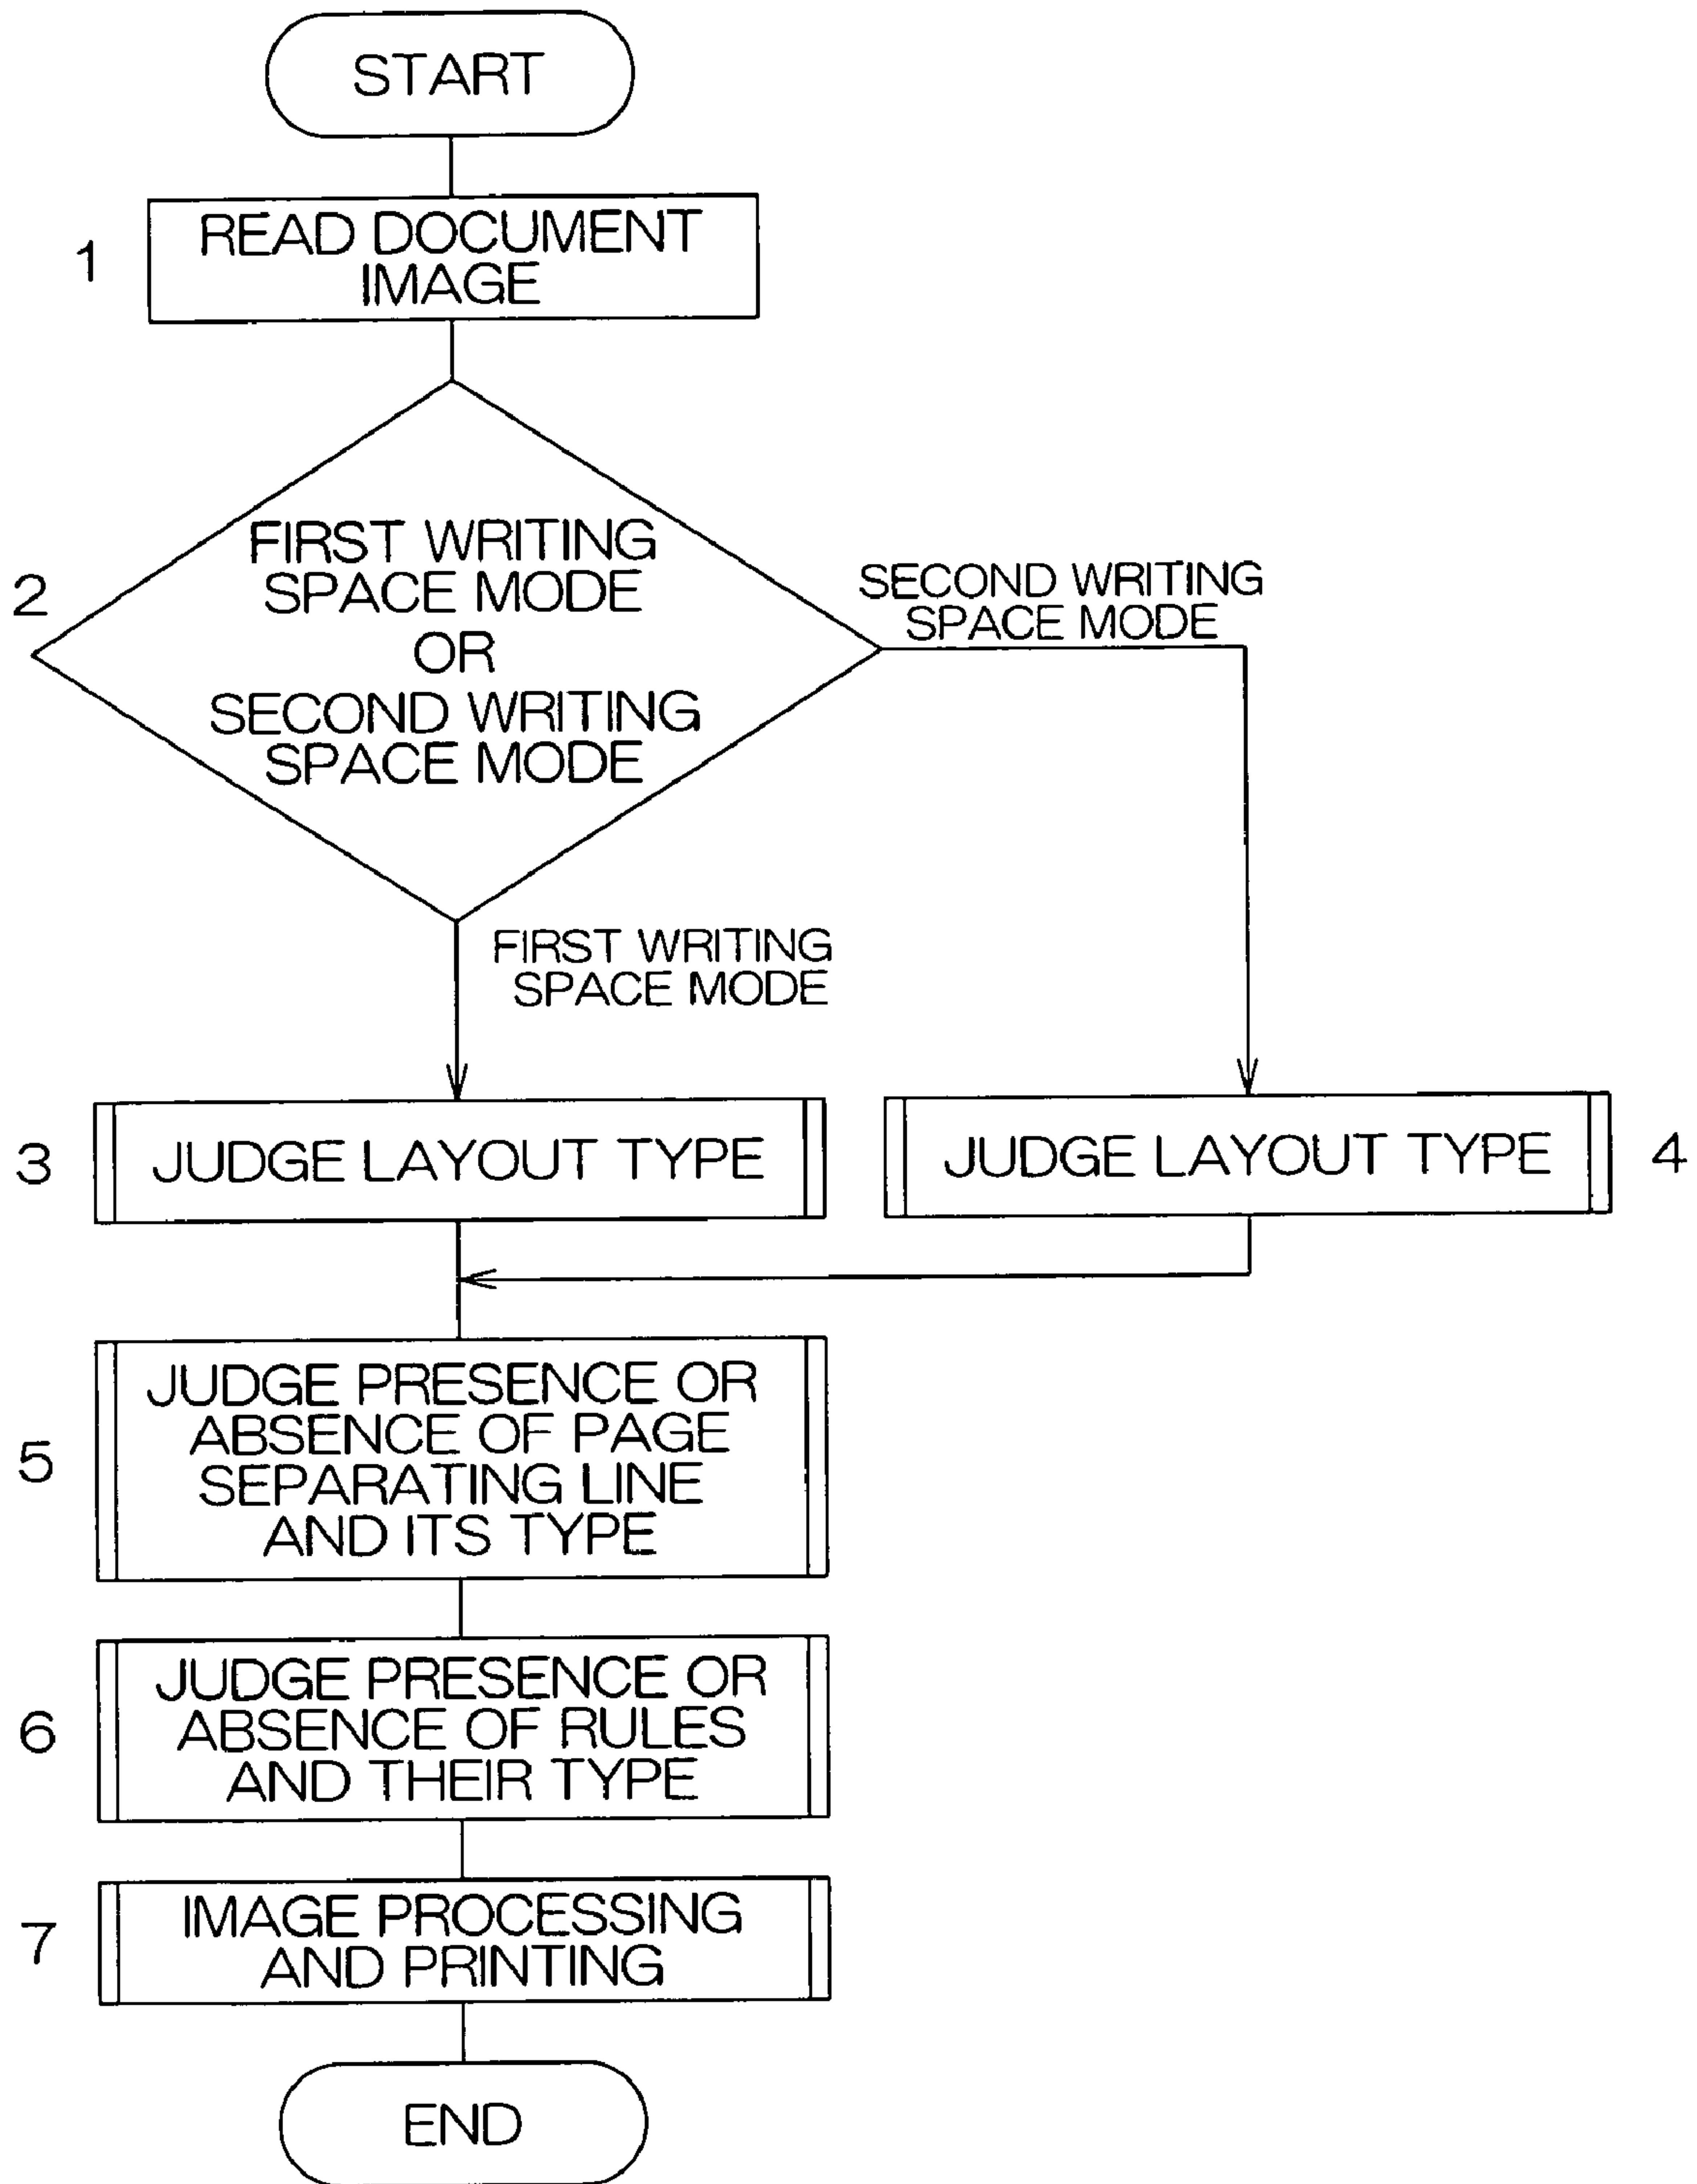 START
1
READ DOCUMENT
IMAGE
2
FIRST WRITING
SPACE MODE
OR
SECOND WRITING
SPACE MODE
SECOND WRITING
SPACE MODE
FIRST WRITING
SPACE MODE
3
JUDGE LAYOUT TYPE
JUDGE LAYOUT TYPE
4
5
JUDGE PRESENCE OR
ABSENCE OF PAGE
SEPARATING LINE
AND ITS TYPE
6
JUDGE PRESENCE OR
ABSENCE OF RULES
AND THEIR TYPE
7
IMAGE PROCESSING
AND PRINTING
END